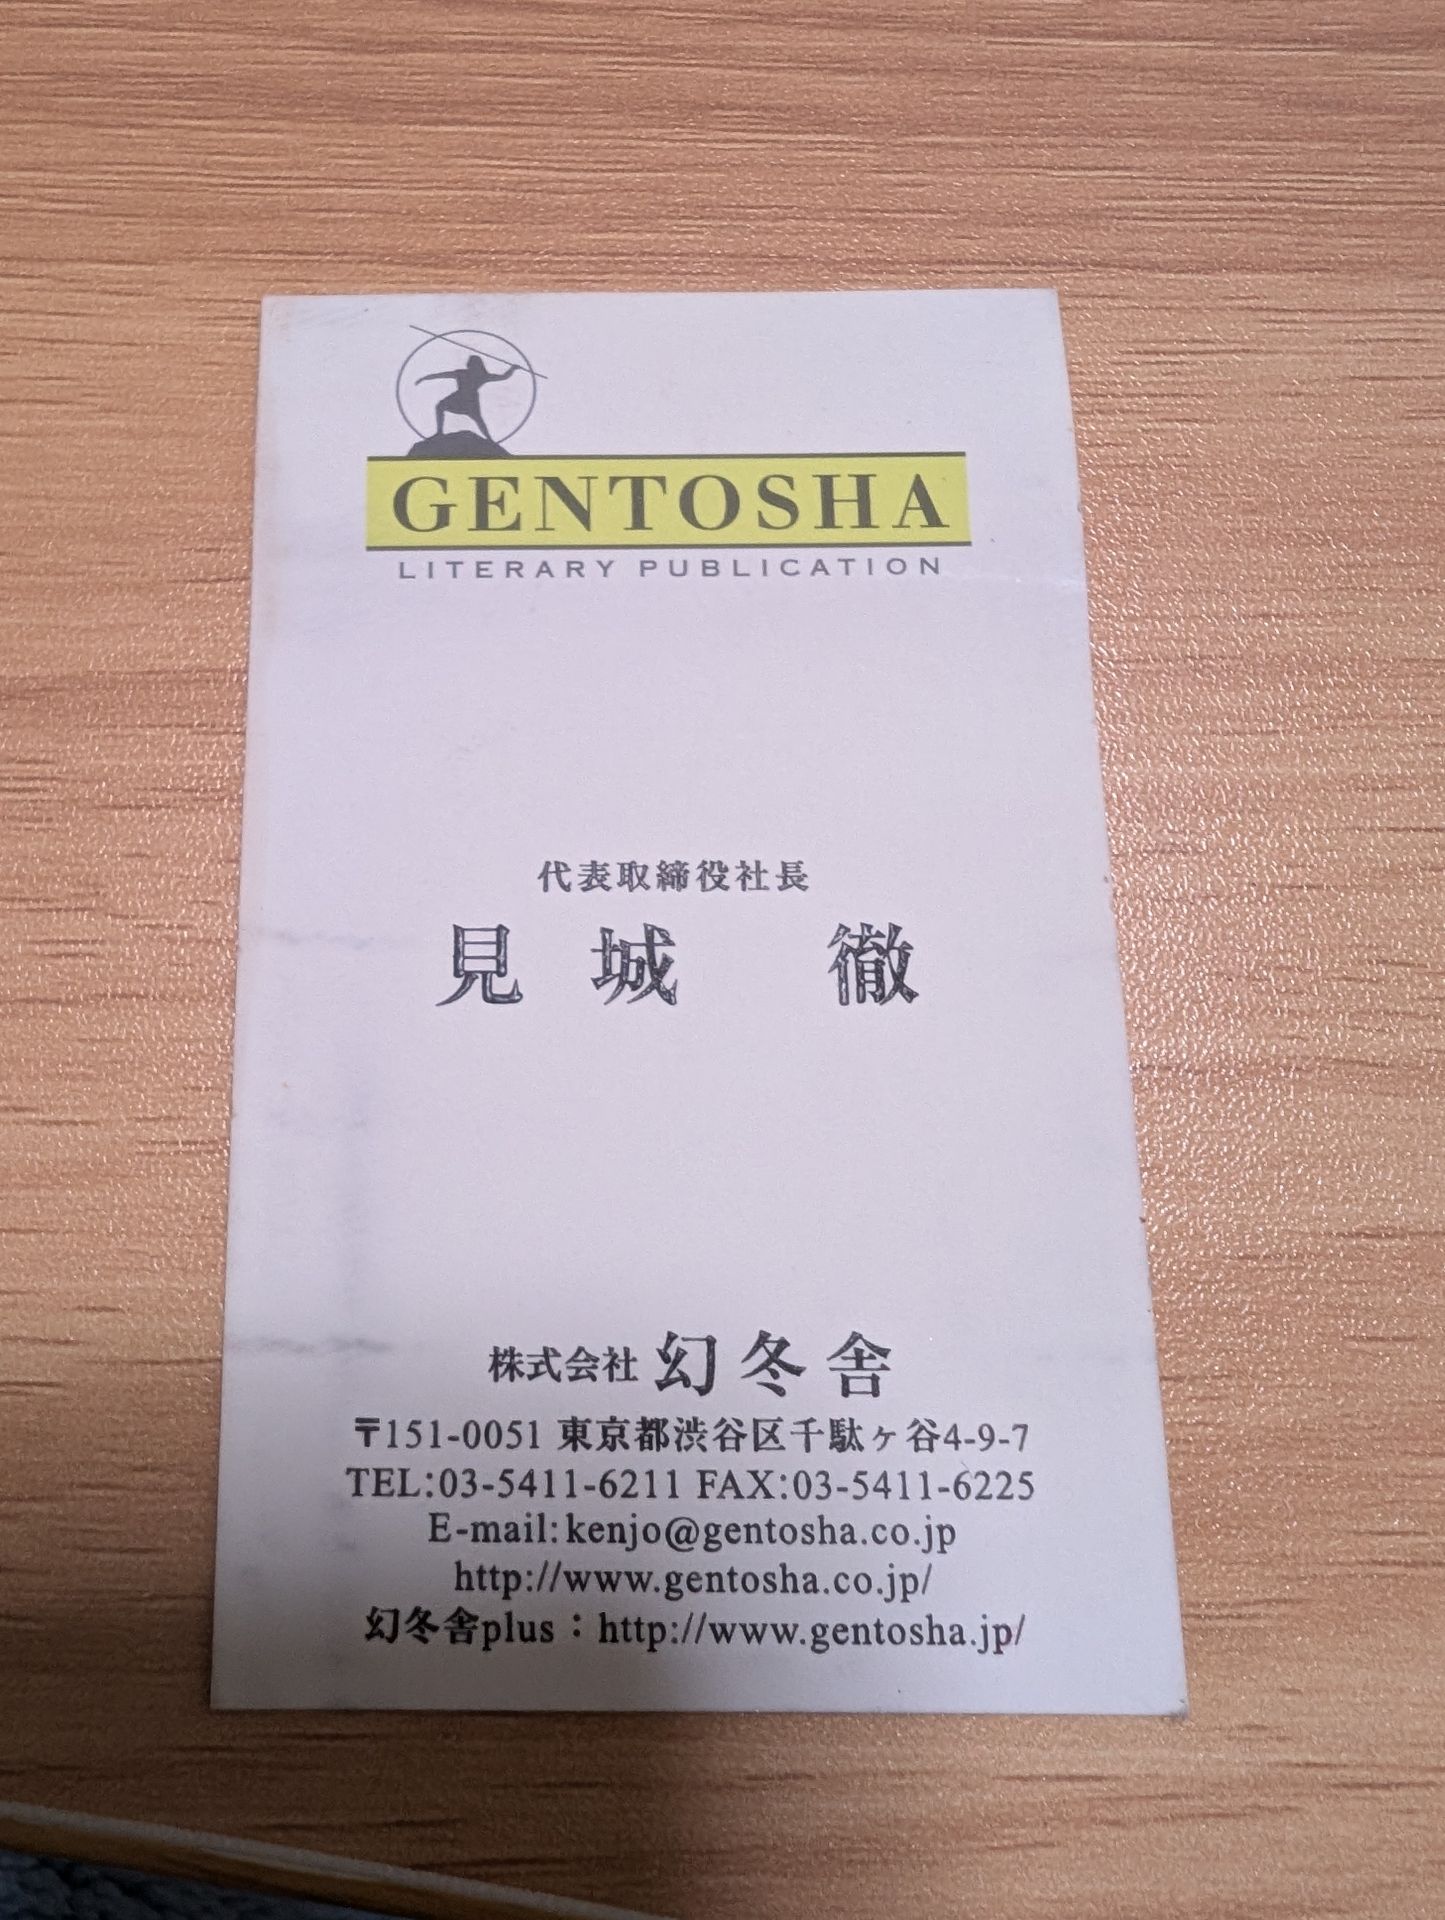 GENTOSHA
LITERARY PUBLICATION
代表取締役社長
見城 徹
株式会社 幻冬舎
〒151-0051 東京都渋谷区千駄ヶ谷4-9-7
TEL:03-5411-6211 FAX:03-5411-6225
E-mail:kenjo@gentosha.co.jp
http://www.gentosha.co.jp/
幻冬舎plus：http://www.gentosha.jp/